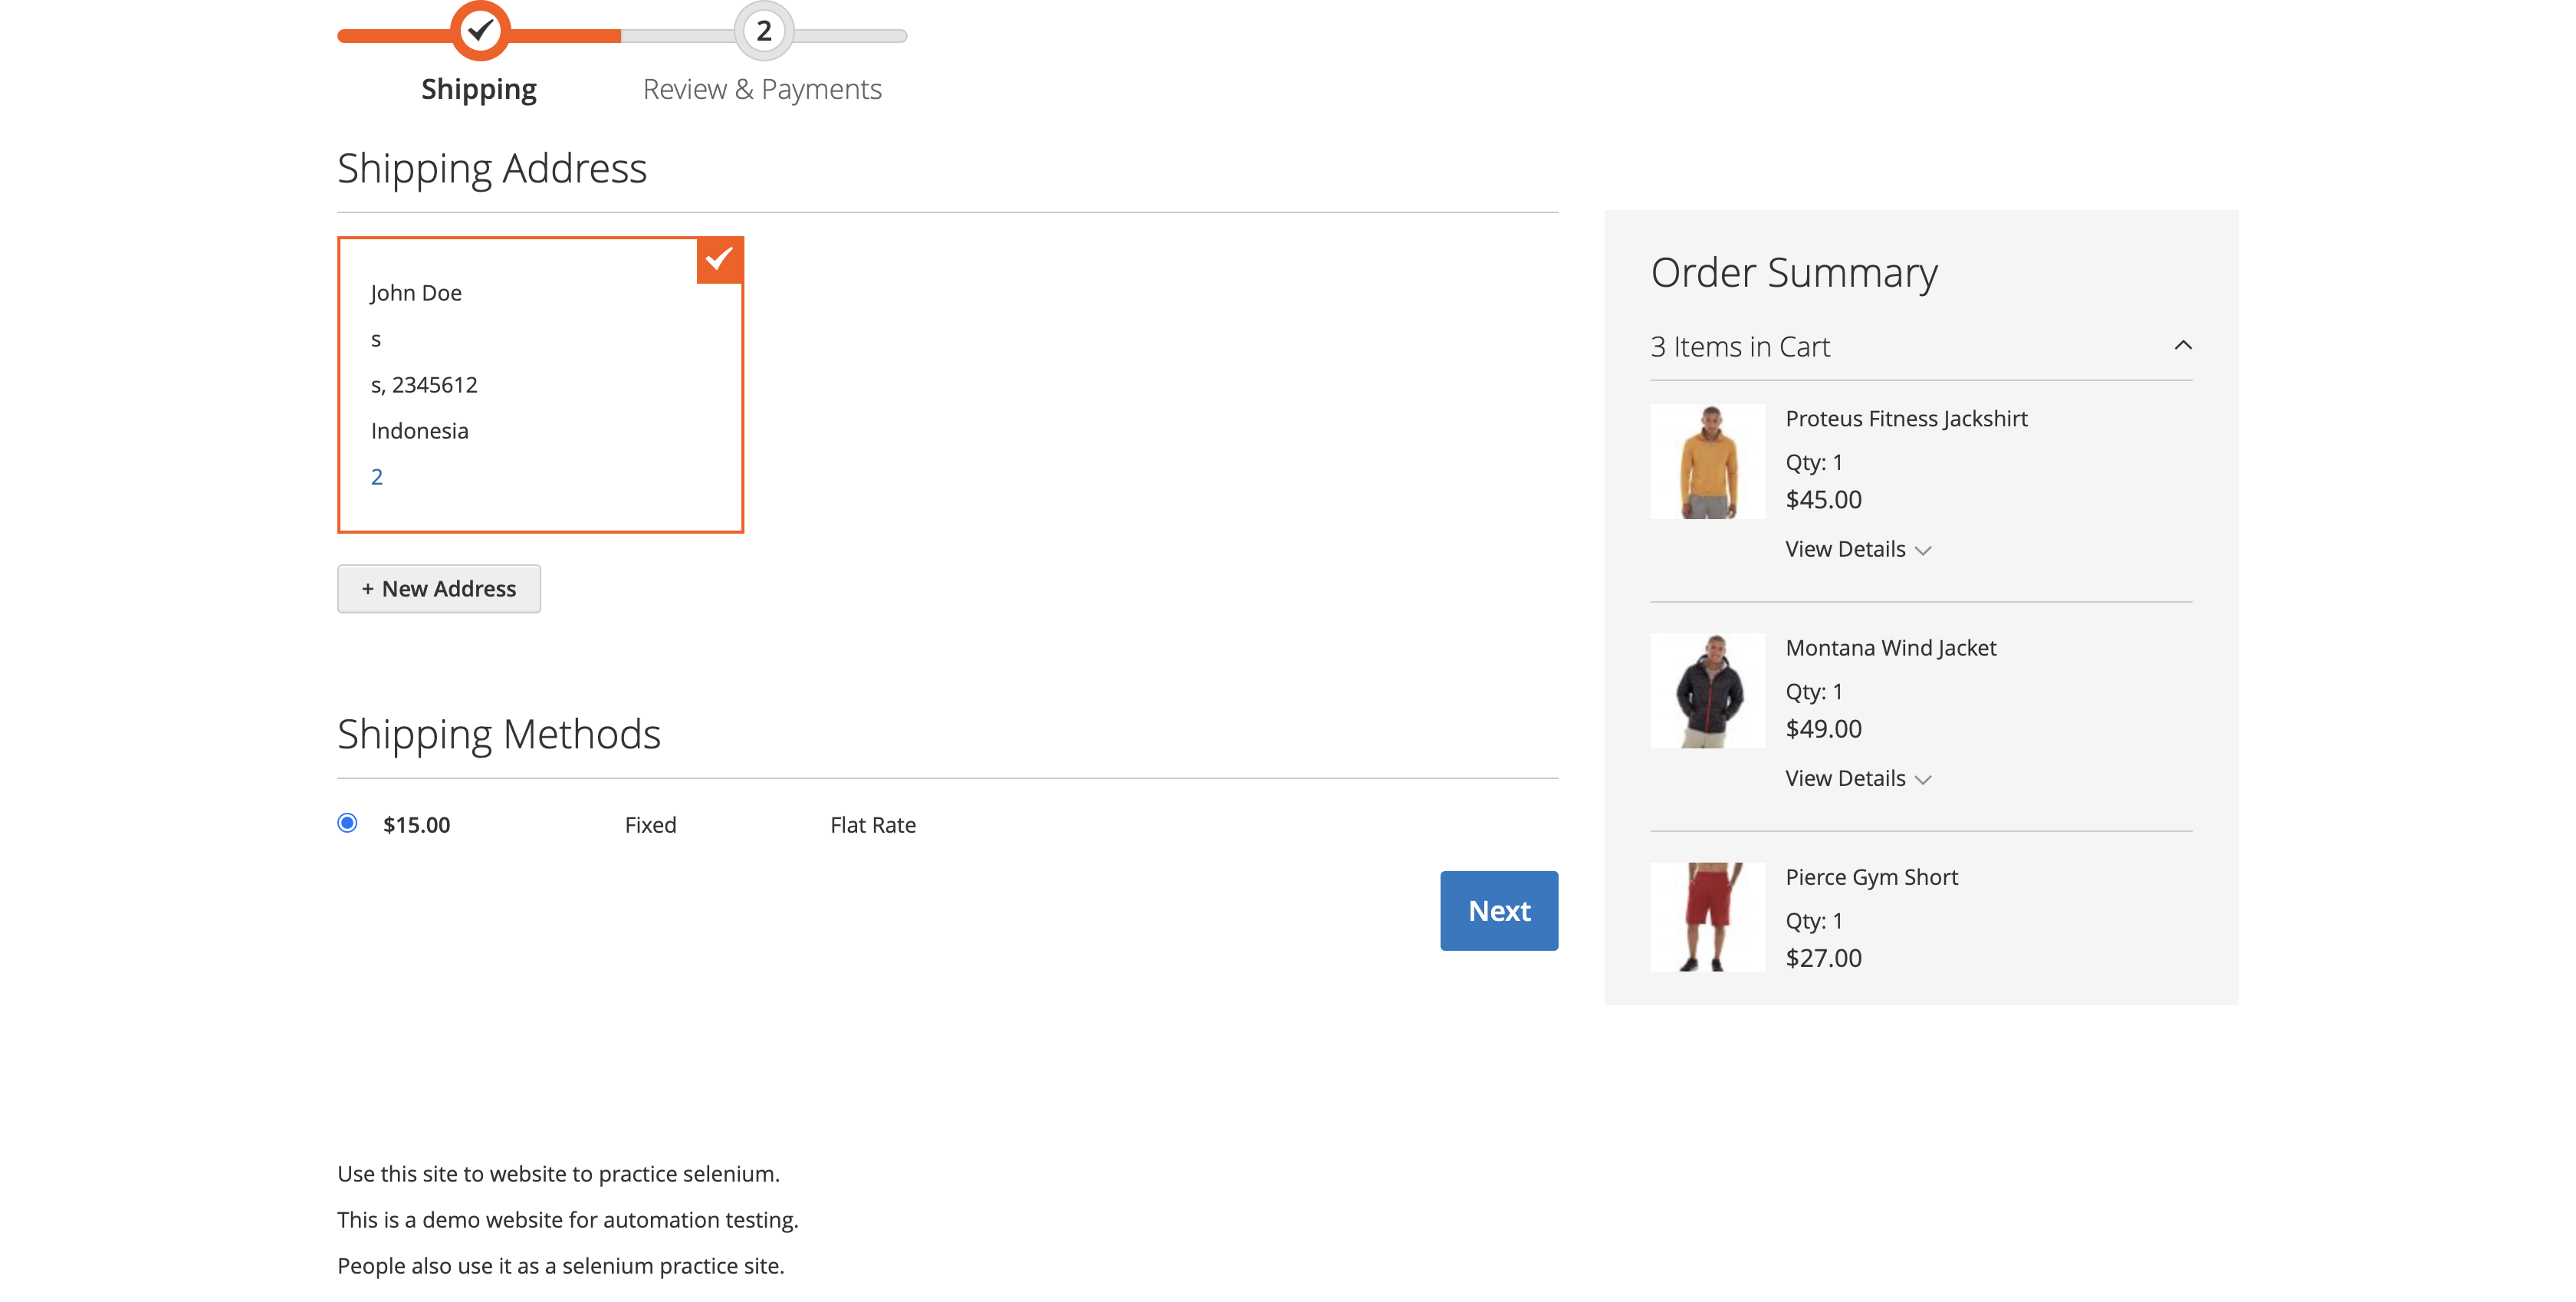 2
Shipping
Review & Payments
Shipping Address
John Doe
s
s, 2345612
Indonesia
2
+ New Address
Shipping Methods
$15.00 Fixed Flat Rate
Next
Order Summary
3 Items in Cart
Proteus Fitness Jackshirt
Qty: 1
$45.00
View Details
Montana Wind Jacket
Qty: 1
$49.00
View Details
Pierce Gym Short
Qty: 1
$27.00
Use this site to website to practice selenium.
This is a demo website for automation testing.
People also use it as a selenium practice site.